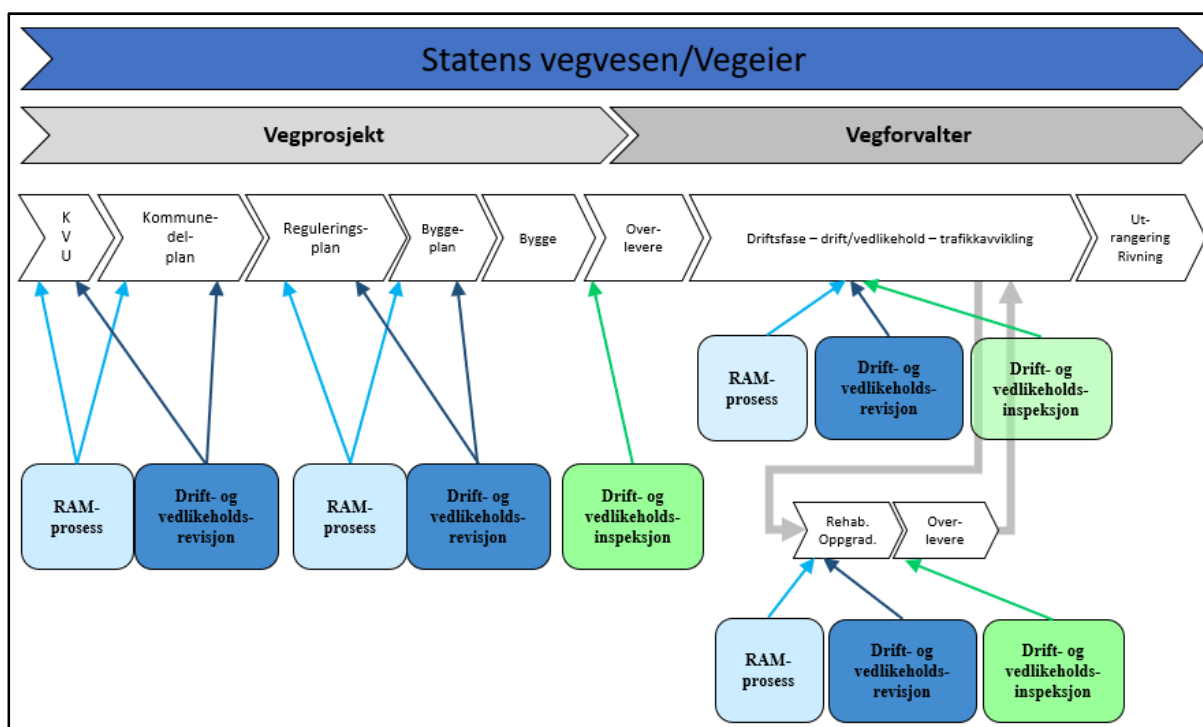 Statens vegvesen/Vegeier
Vegprosjekt
Vegforvalter
K
V
U
Kommune-
del-
plan
Regulerings-
plan
Bygge-
plan
Bygge
Over-
levere
Driftsfase – drift/vedlikehold – trafikkavvikling
Ut-
rangering
Rivning
RAM-
prosess
Drift- og
vedlikeholds-
revisjon
Drift- og
vedlikeholds-
inspeksjon
RAM-
prosess
Drift- og
vedlikeholds-
revisjon
RAM-
prosess
Drift- og
vedlikeholds-
revisjon
Drift- og
vedlikeholds-
inspeksjon
Rehab.
Oppgrad.
Over-
levere
RAM-
prosess
Drift- og
vedlikeholds-
revisjon
Drift- og
vedlikeholds-
inspeksjon